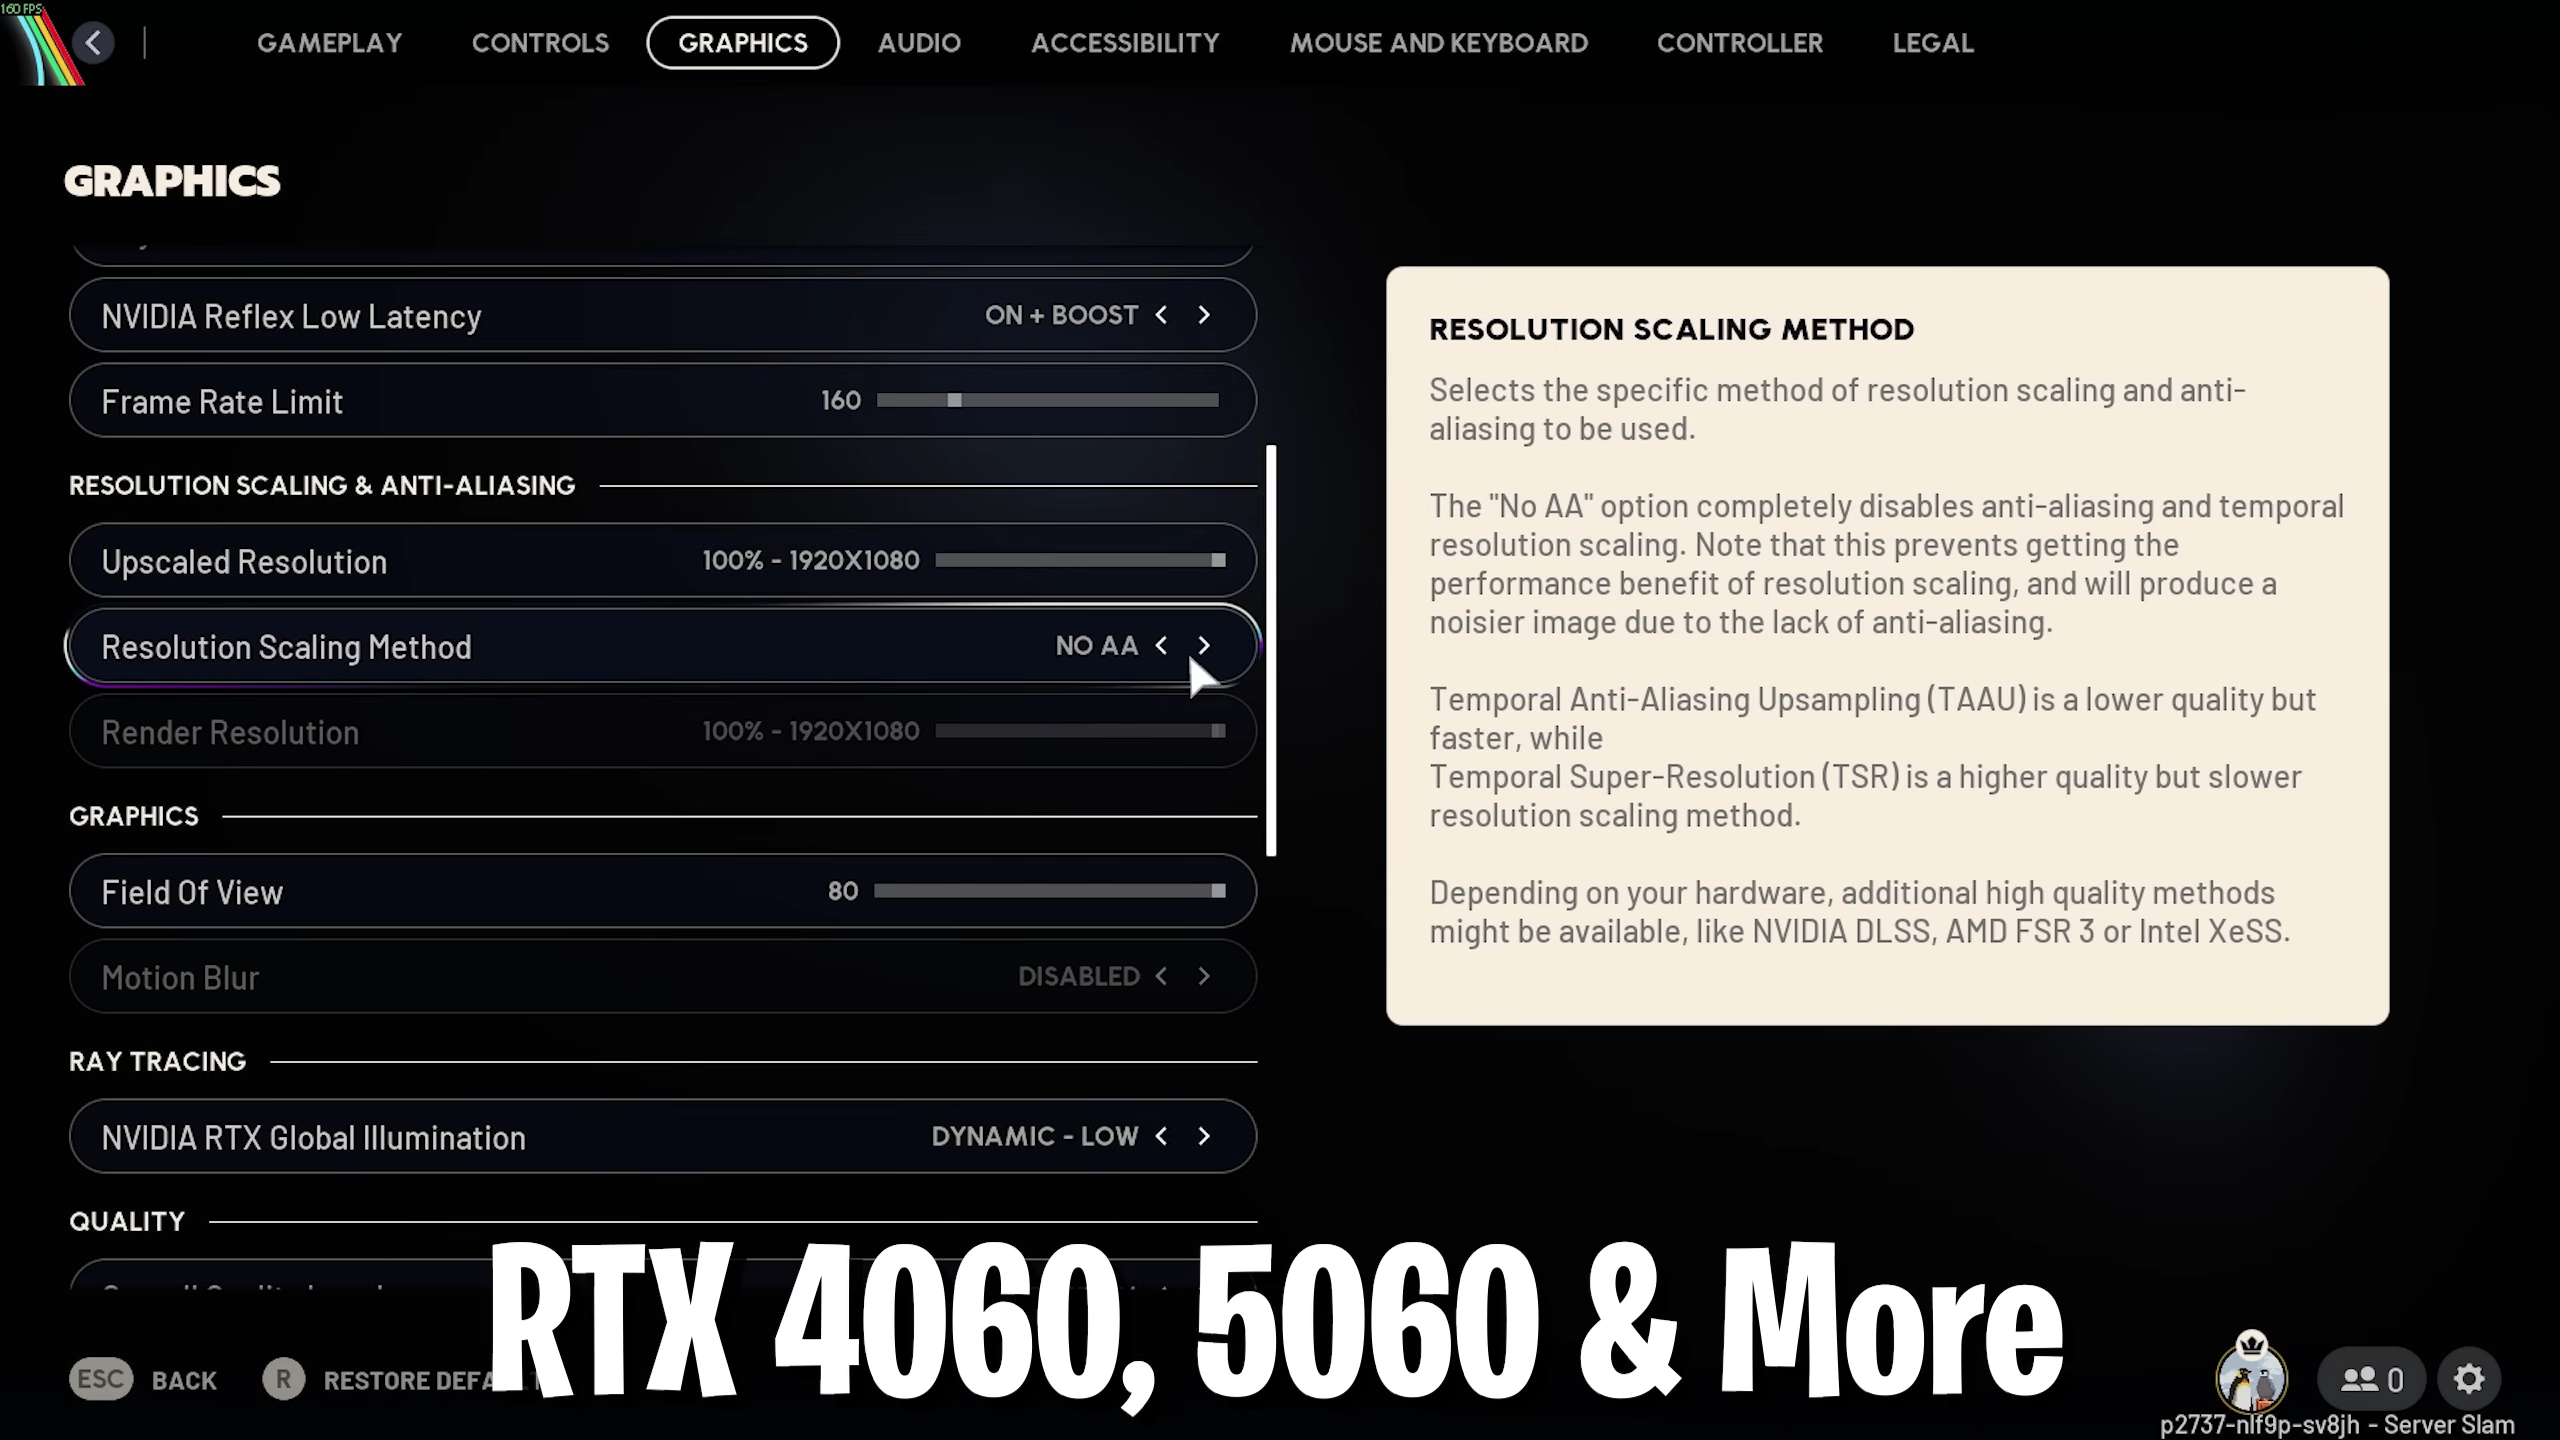 160 FPS
GAMEPLAY CONTROLS GRAPHICS AUDIO ACCESSIBILITY MOUSE AND KEYBOARD CONTROLLER LEGAL
GRAPHICS
NVIDIA Reflex Low Latency ON + BOOST
Frame Rate Limit 160
RESOLUTION SCALING & ANTI-ALIASING
Upscaled Resolution 100% - 1920X1080
Resolution Scaling Method NO AA
Render Resolution 100% - 1920X1080
GRAPHICS
Field Of View 80
Motion Blur DISABLED
RAY TRACING
NVIDIA RTX Global Illumination DYNAMIC - LOW
QUALITY
RESOLUTION SCALING METHOD
Selects the specific method of resolution scaling and anti-
aliasing to be used.
The "No AA" option completely disables anti-aliasing and temporal
resolution scaling. Note that this prevents getting the
performance benefit of resolution scaling, and will produce a
noisier image due to the lack of anti-aliasing.
Temporal Anti-Aliasing Upsampling (TAAU) is a lower quality but
faster, while
Temporal Super-Resolution (TSR) is a higher quality but slower
resolution scaling method.
Depending on your hardware, additional high quality methods
might be available, like NVIDIA DLSS, AMD FSR 3 or Intel XeSS.
RTX 4060, 5060 & More
ESC BACK R RESTORE
0
p2737-nlf9p-sv8jh - Server Slam